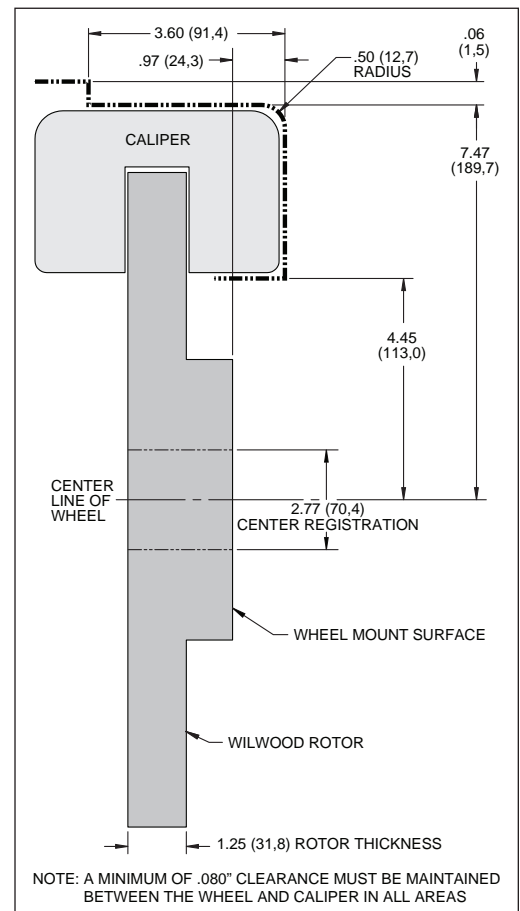 3.60 (91,4)
.06
(1,5)
.97 (24,3)
.50 (12,7)
RADIUS
CALIPER
7.47
(189,7)
4.45
(113,0)
CENTER
LINE OF
WHEEL
2.77 (70,4)
CENTER REGISTRATION
WHEEL MOUNT SURFACE
WILWOOD ROTOR
1.25 (31,8) ROTOR THICKNESS
NOTE: A MINIMUM OF .080" CLEARANCE MUST BE MAINTAINED
BETWEEN THE WHEEL AND CALIPER IN ALL AREAS